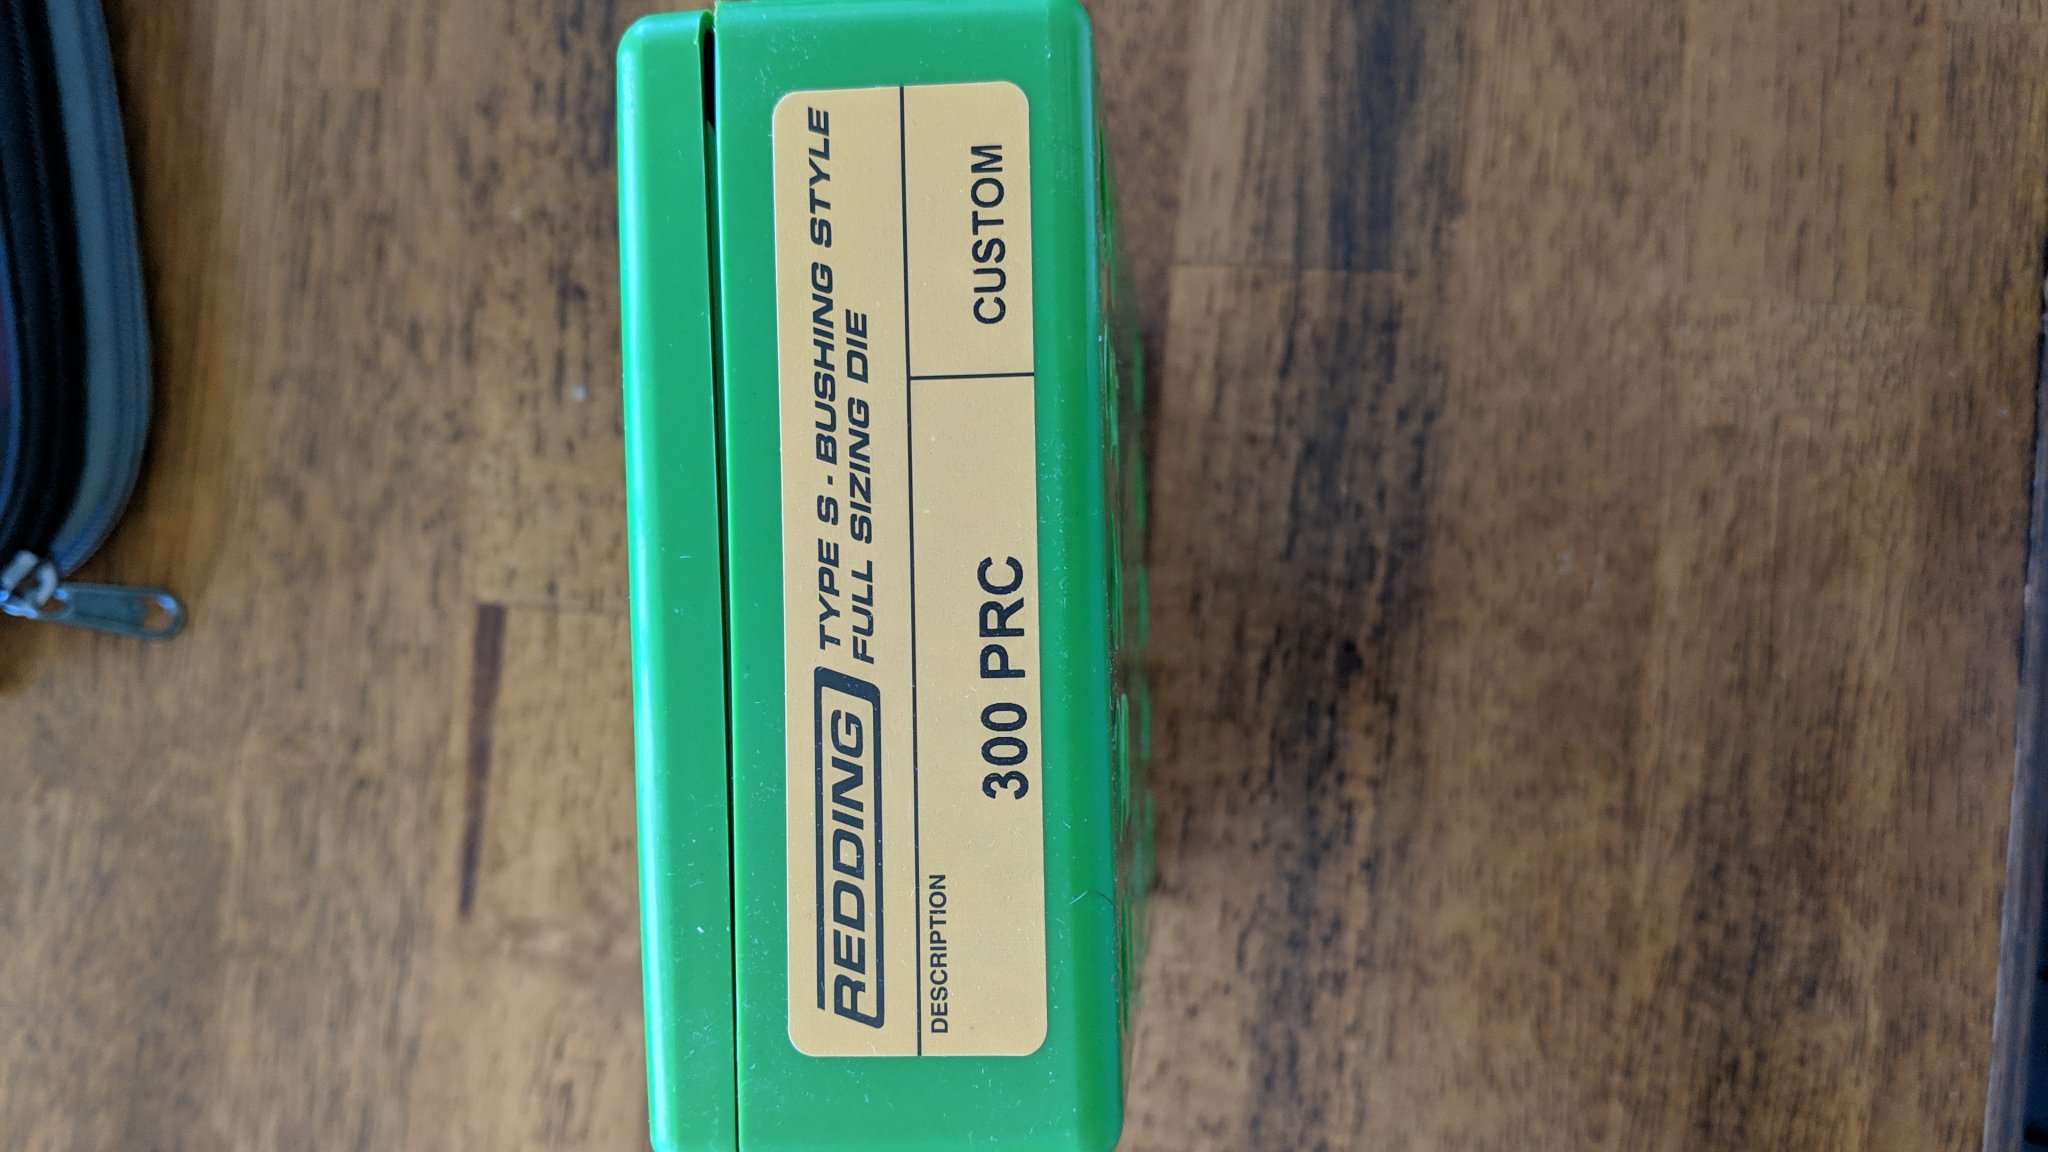 REDDING TYPE S - BUSHING STYLE
FULL SIZING DIE
DESCRIPTION
300 PRC
CUSTOM